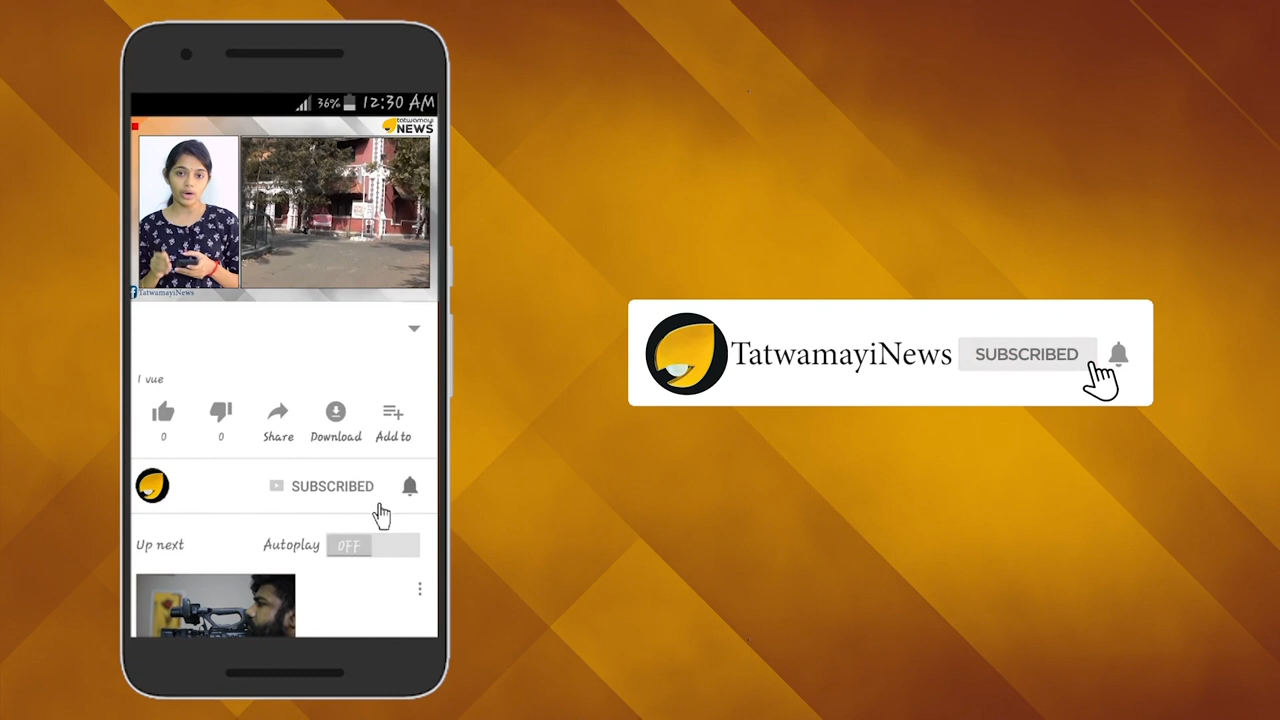 36% 12:30 AM
tatwamayi
NEWS
TatwamayiNews
1 vue
0 0 Share Download Add to
SUBSCRIBED
Up next Autoplay OFF
TatwamayiNews SUBSCRIBED